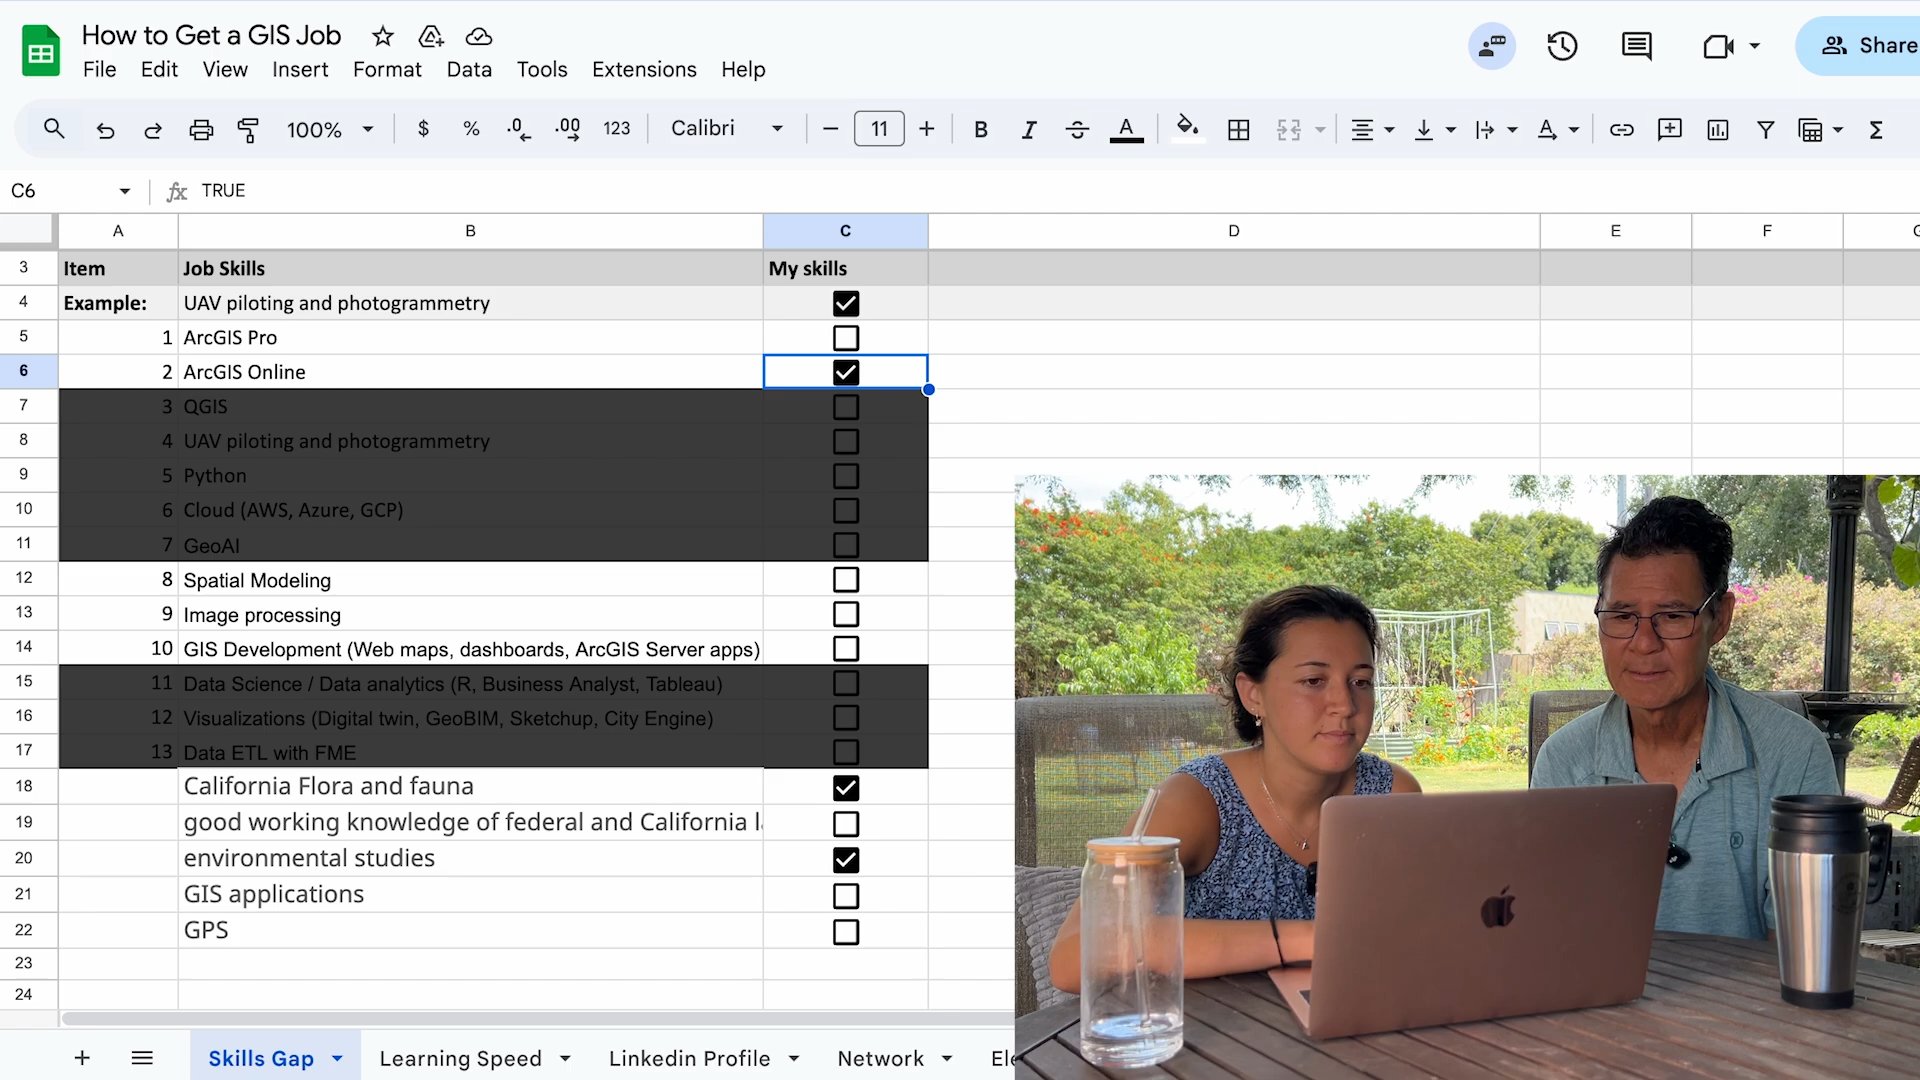 How to Get a GIS Job
Share
File Edit View Insert Format Data Tools Extensions Help
100% $ % .0 .00 123 Calibri 11 B I A
C6 fx TRUE
A B C D E F
3 Item Job Skills My skills
4 Example: UAV piloting and photogrammetry
5 1 ArcGIS Pro
6 2 ArcGIS Online
7 3 QGIS
8 4 UAV piloting and photogrammetry
9 5 Python
10 6 Cloud (AWS, Azure, GCP)
11 7 GeoAI
12 8 Spatial Modeling
13 9 Image processing
14 10 GIS Development (Web maps, dashboards, ArcGIS Server apps)
15 11 Data Science / Data analytics (R, Business Analyst, Tableau)
16 12 Visualizations (Digital twin, GeoBIM, Sketchup, City Engine)
17 13 Data ETL with FME
18 California Flora and fauna
19 good working knowledge of federal and California
20 environmental studies
21 GIS applications
22 GPS
23
24
Skills Gap Learning Speed Linkedin Profile Network